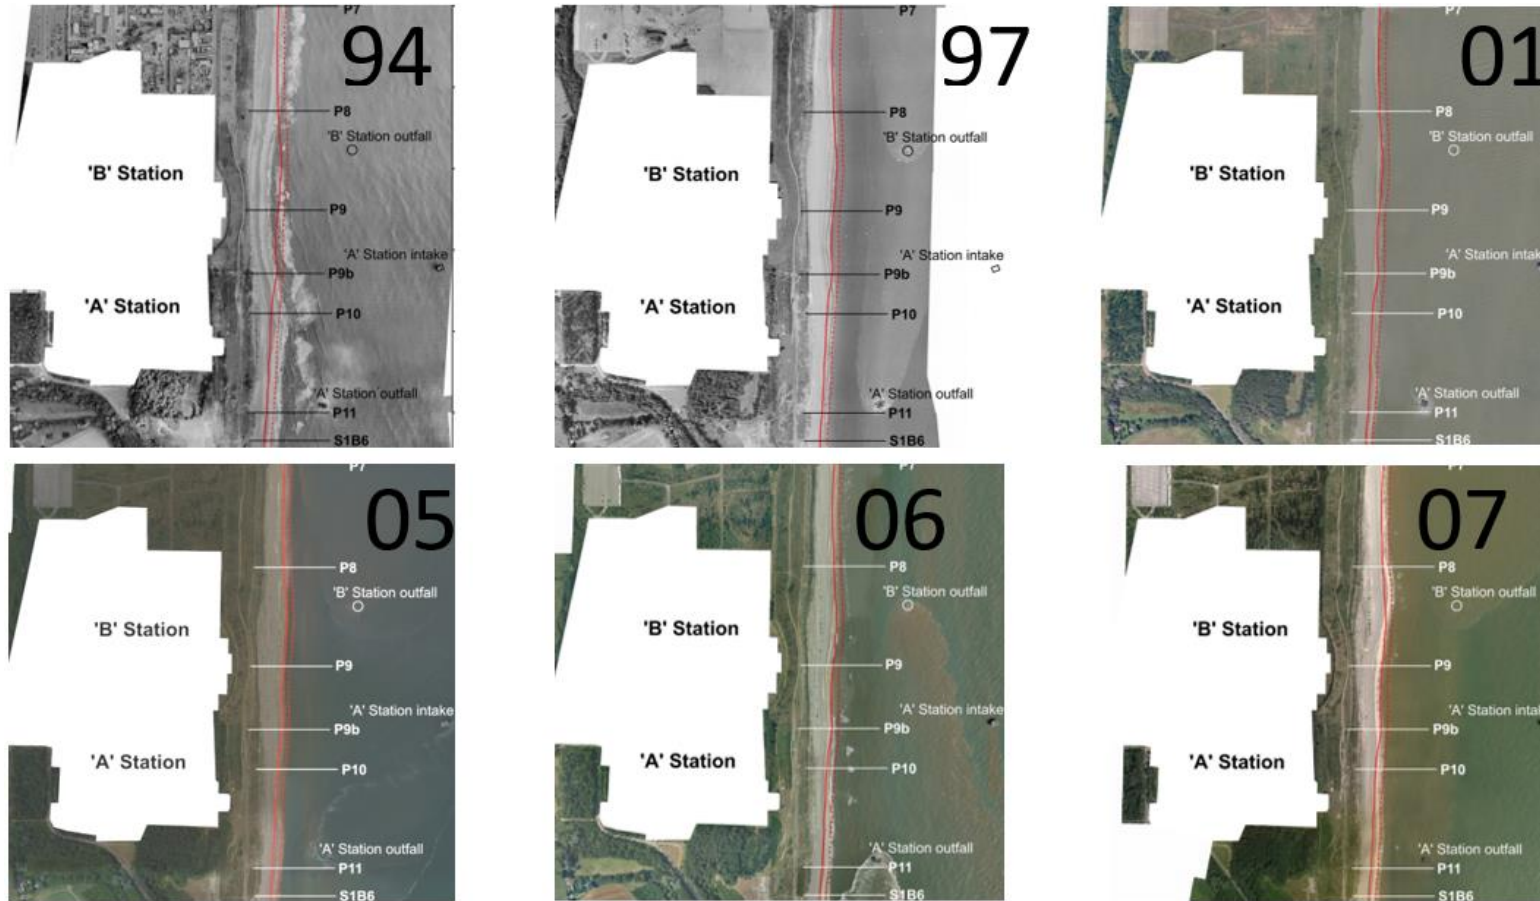 P7
94
P8
'B' Station outfall
'B' Station
P9
'A' Station intake
P9b
'A' Station
P10
'A' Station outfall
P11
S1B6
P7
97
P8
'B' Station outfall
'B' Station
P9
'A' Station intake
P9b
'A' Station
P10
'A' Station outfall
P11
S1B6
P7
01
P8
'B' Station outfall
'B' Station
P9
'A' Station intak
P9b
'A' Station
P10
'A' Station outfall
P11
S1B6
P7
05
P8
'B' Station outfall
'B' Station
P9
'A' Station intake
P9b
'A' Station
P10
'A' Station outfall
P11
S1B6
P7
06
P8
'B' Station outfall
'B' Station
P9
'A' Station intake
P9b
'A' Station
P10
'A' Station outfall
P11
S1B6
P7
07
P8
'B' Station outfall
'B' Station
P9
'A' Station intak
P9b
'A' Station
P10
'A' Station outfall
P11
S1B6